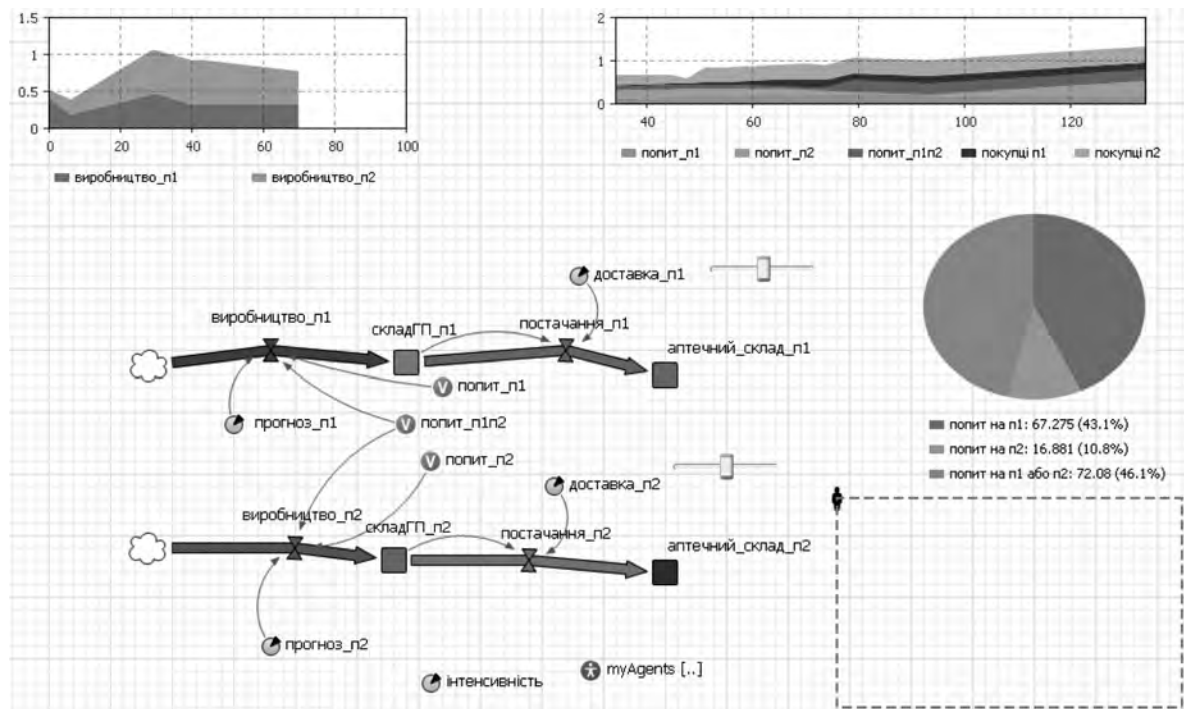 1.5
1
0.5
0
0 20 40 60 80 100
виробництво_п1 виробництво_п2
2
1
0
40 60 80 100 120
попит_п1 попит_п2 попит_п1п2 покупці п1 покупці п2
доставка_п1
виробництво_п1
складГП_п1
постачання_п1
аптечний_склад_п1
попит_п1
прогноз_п1
попит_п1п2
попит_п2
попит на п1: 67.275 (43.1%)
попит на п2: 16.881 (10.8%)
попит на п1 або п2: 72.08 (46.1%)
доставка_п2
виробництво_п2
складГП_п2
постачання_п2
аптечний_склад_п2
прогноз_п2
інтенсивність
myAgents [..]
V
V
V